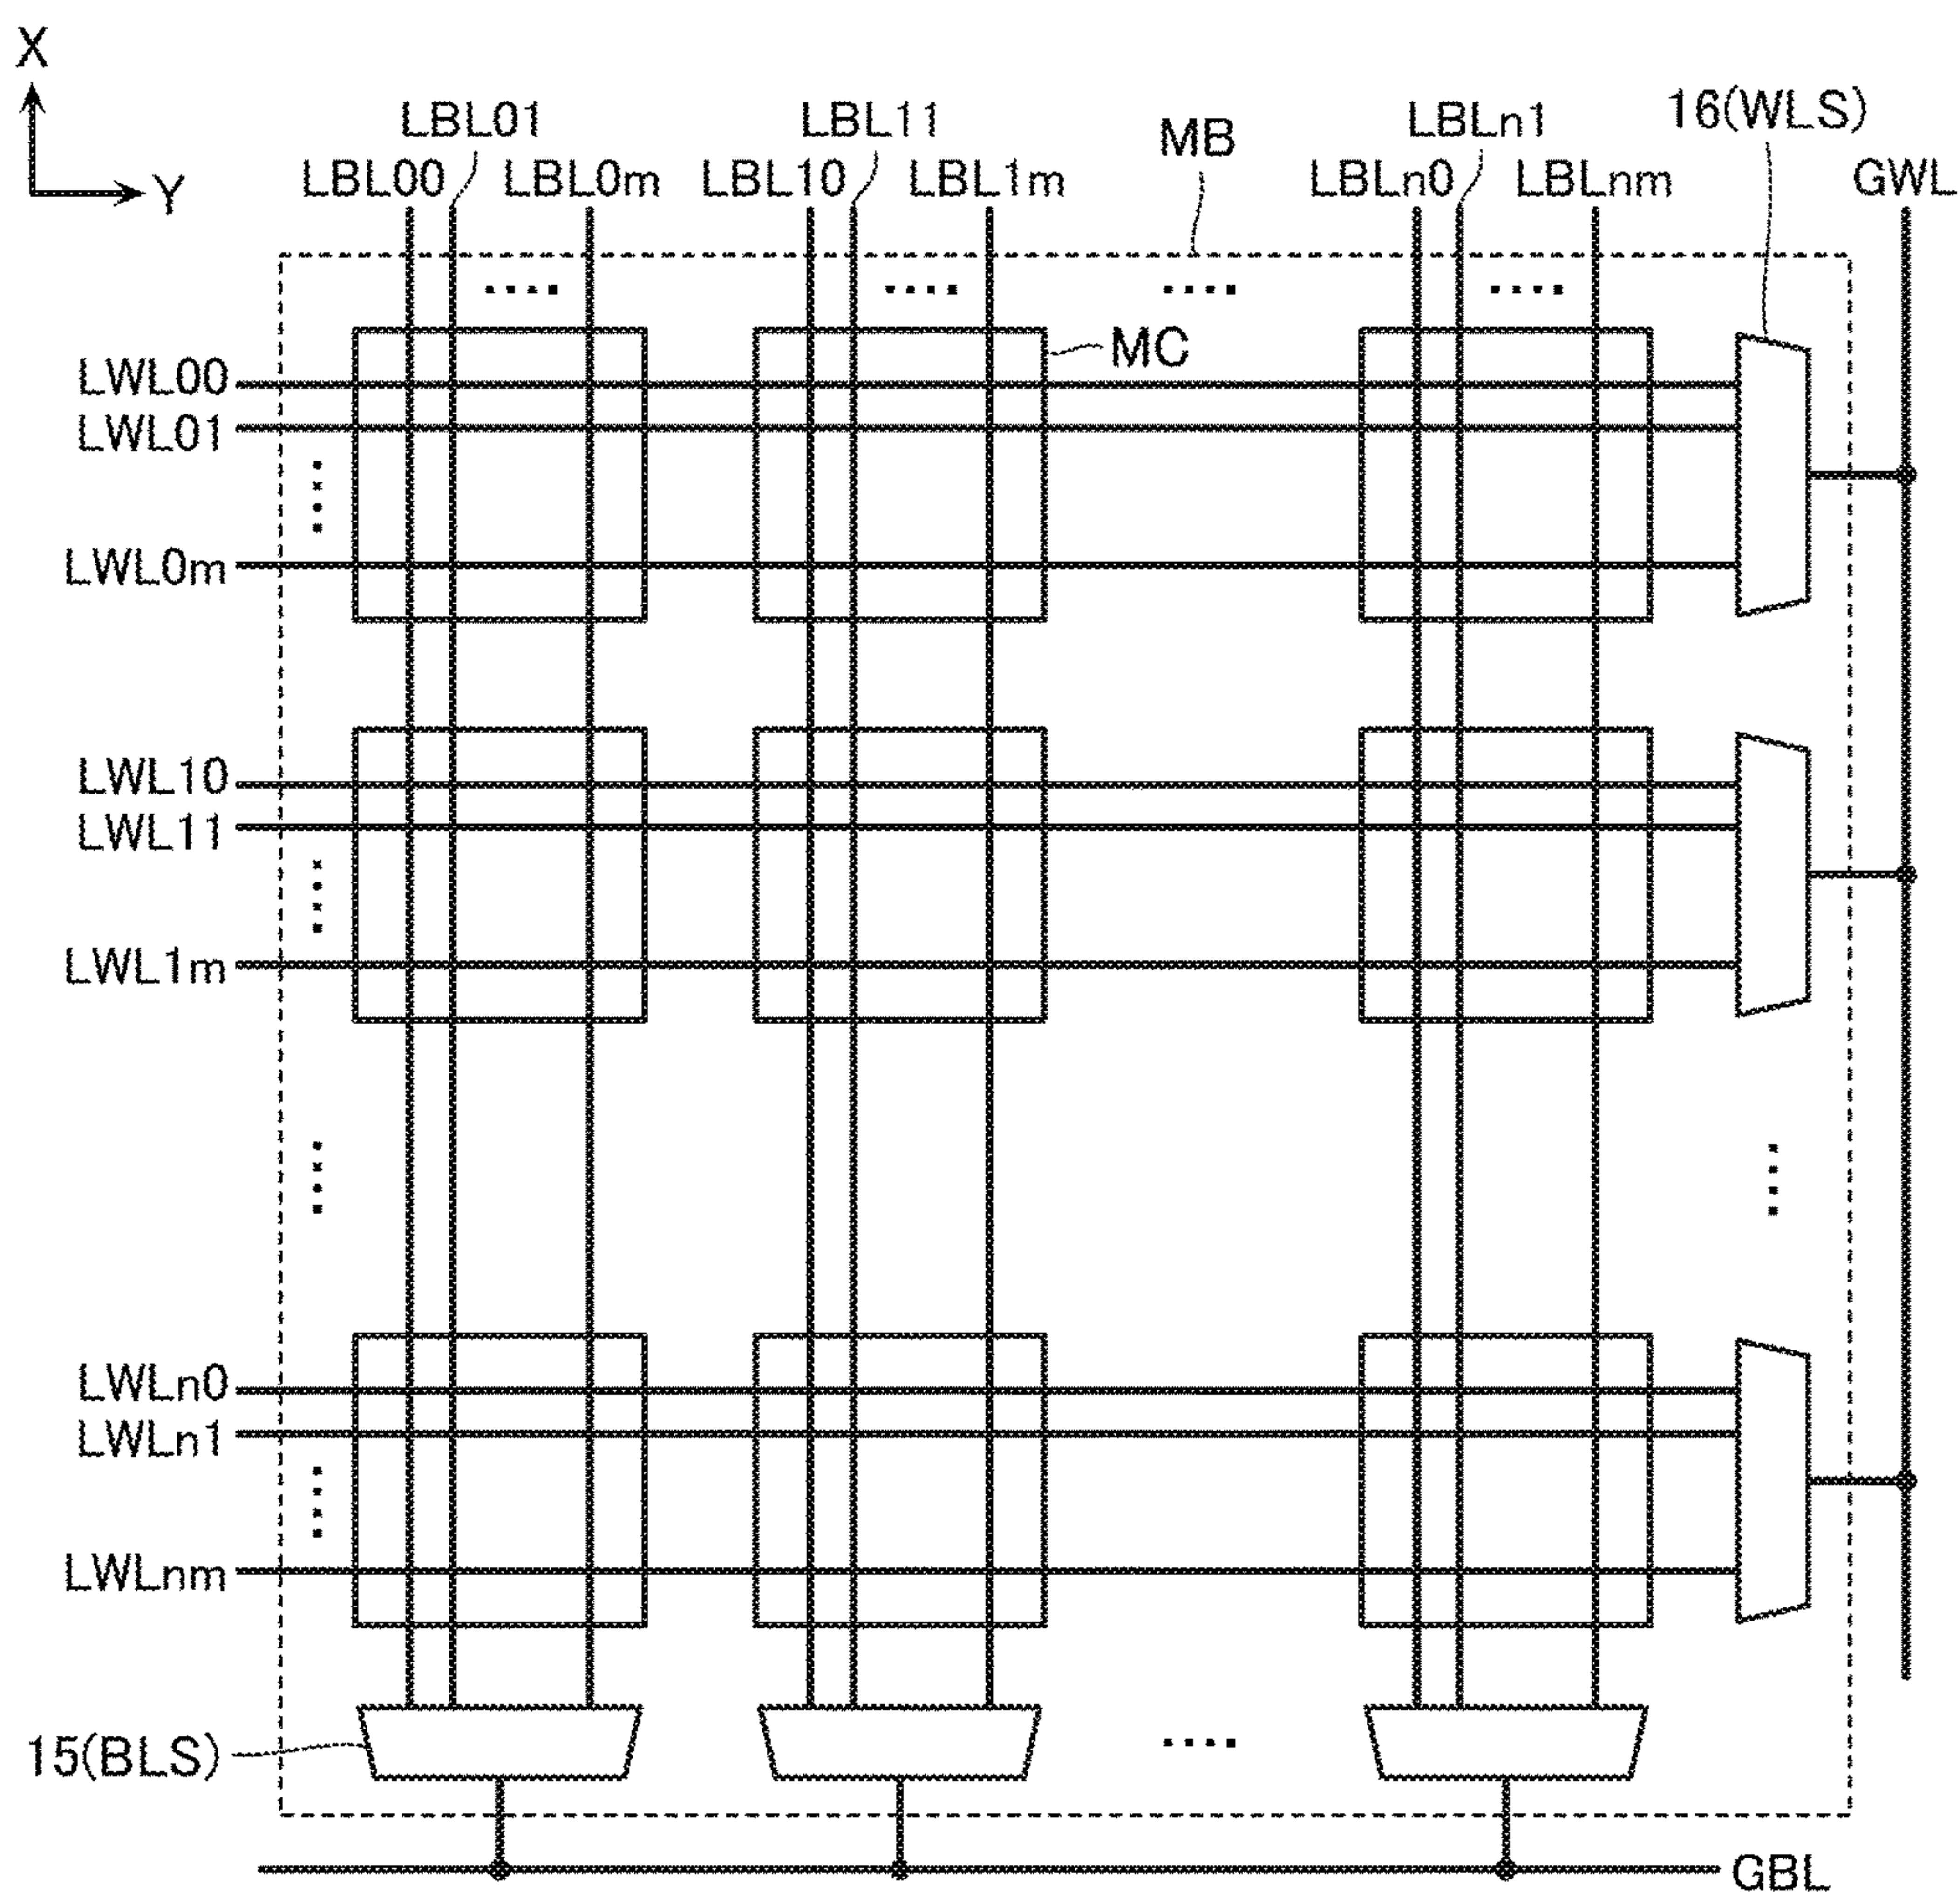 X
LBL01 LBL11 MB LBLn1 16(WLS)
Y LBL00 LBL0m LBL10 LBL1m LBLn0 LBLnm GWL
MC
LWL00
LWL01
LWL0m
LWL10
LWL11
LWL1m
LWLn0
LWLn1
LWLnm
15(BLS)
GBL